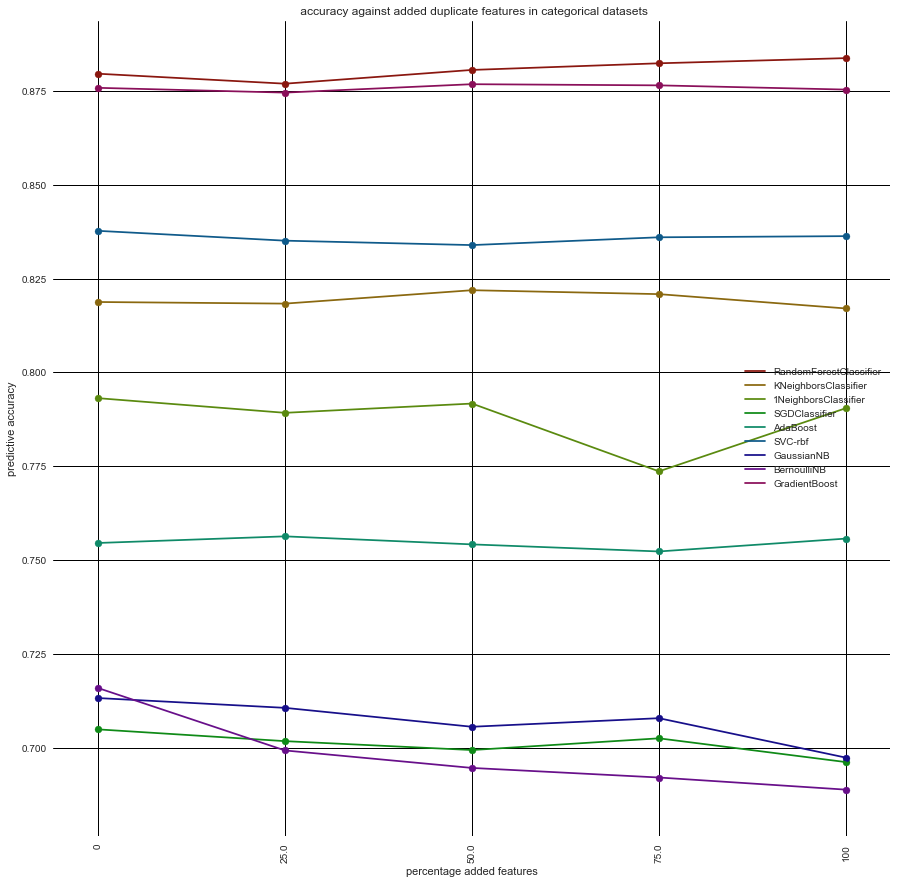 accuracy against added duplicate features in categorical datasets
0.875
0.850
0.825
0.800
0.775
0.750
0.725
0.700
predictive accuracy
RandomForestClassifier
KNeighborsClassifier
1NeighborsClassifier
SGDClassifier
AdaBoost
SVC-rbf
GaussianNB
BernoulliNB
GradientBoost
0
25.0
50.0
75.0
100
percentage added features